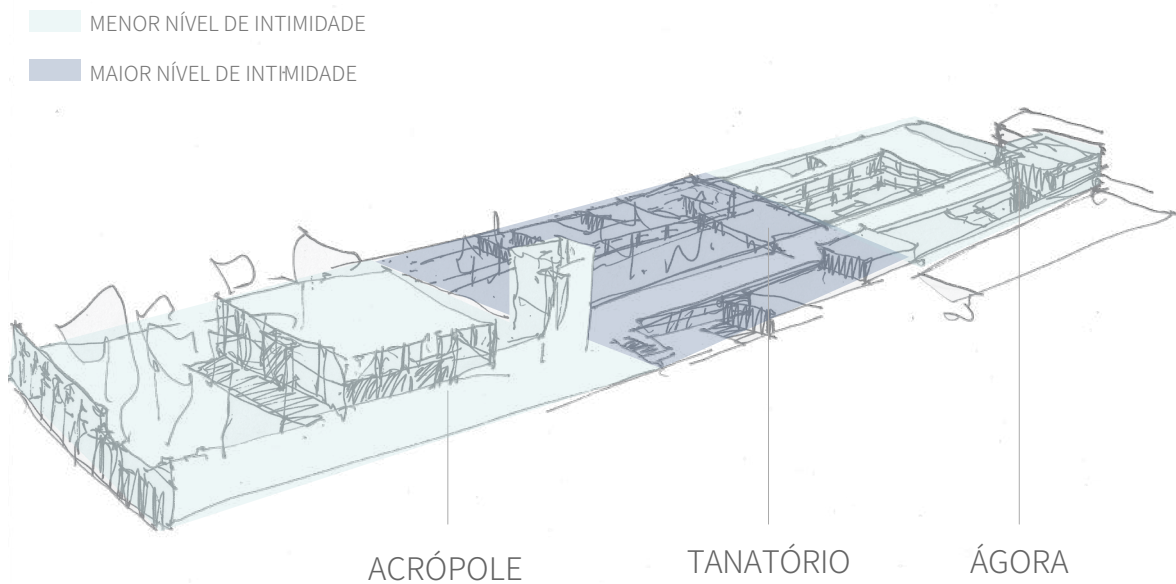 MENOR NÍVEL DE INTIMIDADE
MAIOR NÍVEL DE INTIMIDADE
ACRÓPOLE
TANATÓRIO
ÁGORA